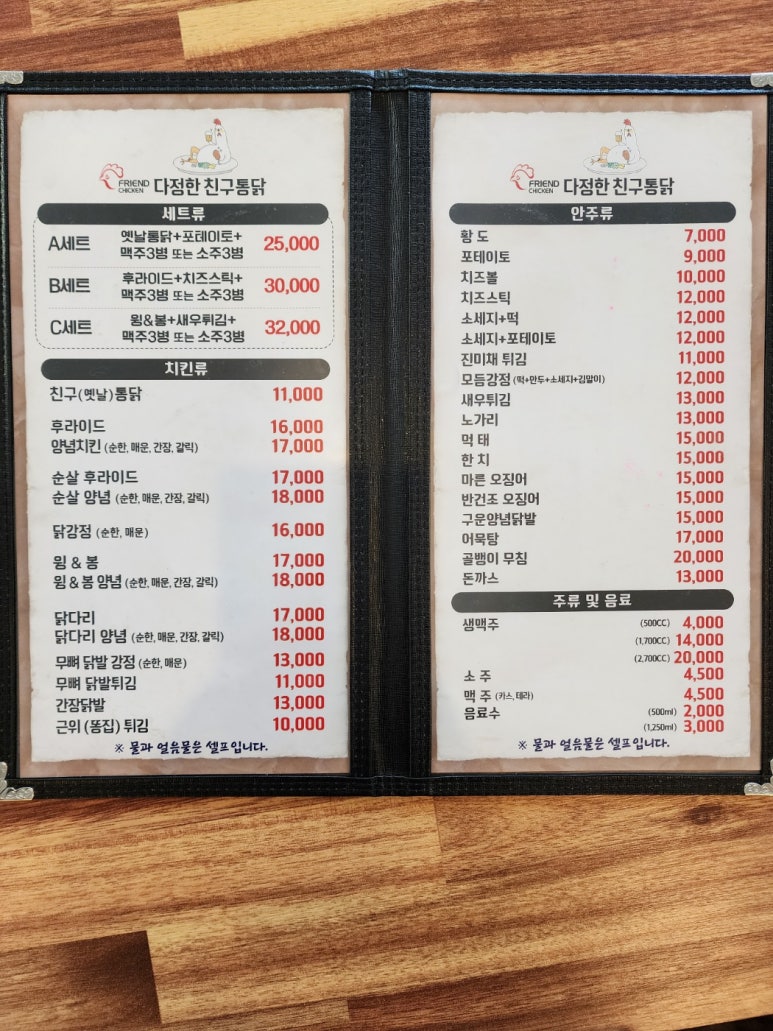 FRIEND
CHICKEN
다정한 친구통닭
세트류
A세트 옛날통닭+포테이토+
맥주3병 또는 소주3병 25,000
B세트 후라이드+치즈스틱+
맥주3병 또는 소주3병 30,000
C세트 윙&봉+새우튀김+
맥주3병 또는 소주3병 32,000
치킨류
친구(옛날)통닭 11,000
후라이드 16,000
양념치킨 (순한, 매운, 간장, 갈릭) 17,000
순살 후라이드 17,000
순살 양념 (순한, 매운, 간장, 갈릭) 18,000
닭강정 (순한, 매운) 16,000
윙 & 봉 17,000
윙 & 봉 양념 (순한, 매운, 간장, 갈릭) 18,000
닭다리 17,000
닭다리 양념 (순한, 매운, 간장, 갈릭) 18,000
무뼈 닭발 강정 (순한, 매운) 13,000
무뼈 닭발튀김 11,000
간장닭발 13,000
근위 (똥집) 튀김 10,000
※ 물과 얼음물은 셀프입니다.
FRIEND
CHICKEN
다정한 친구통닭
안주류
황 도 7,000
포테이토 9,000
치즈볼 10,000
치즈스틱 12,000
소세지+떡 12,000
소세지+포테이토 12,000
진미채 튀김 11,000
모듬강정 (떡+만두+소세지+김말이) 12,000
새우튀김 13,000
노가리 13,000
먹 태 15,000
한 치 15,000
마른 오징어 15,000
반건조 오징어 15,000
구운양념닭발 15,000
어묵탕 17,000
골뱅이 무침 20,000
돈까스 13,000
주류 및 음료
생맥주 (500CC) 4,000
(1,700CC) 14,000
(2,700CC) 20,000
소 주 4,500
맥 주 (카스, 테라) 4,500
음료수 (500ml) 2,000
(1,250ml) 3,000
※ 물과 얼음물은 셀프입니다.